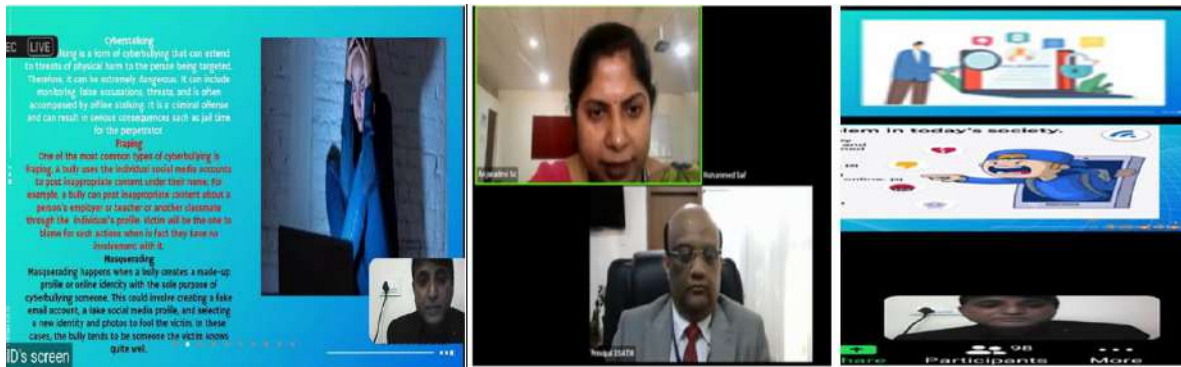 EC LIVE
Cyberstalking
is a form of cyberbullying that can extend
to threats of physical harm to the person being targeted.
Therefore, it can be extremely dangerous. It can include
monitoring, false accusations, threats, and is often
accompanied by offline stalking. It is a criminal offense
and can result in serious consequences such as jail time
for the perpetrator.
Fraping
One of the most common types of cyberbullying is
fraping. A bully uses the individual social media accounts
to post inappropriate content under their name. For
example, a bully can post inappropriate content about a
person's employer or teacher or another classmate
through the individual's profile. Victim will be the one to
blame for such actions when in fact they have no
involvement with it.
Masquerading
Masquerading happens when a bully creates a made-up
profile or online identity with the sole purpose of
cyberbullying someone. This could involve creating a fake
email account, a fake social media profile, and selecting
a new identity and photos to fool the victim. In these
cases, the bully tends to be someone the victim knows
quite well.
ID's screen
Mohammed Saif
Principal
lem in today's society.
and
online.
hare
98
Participants
More